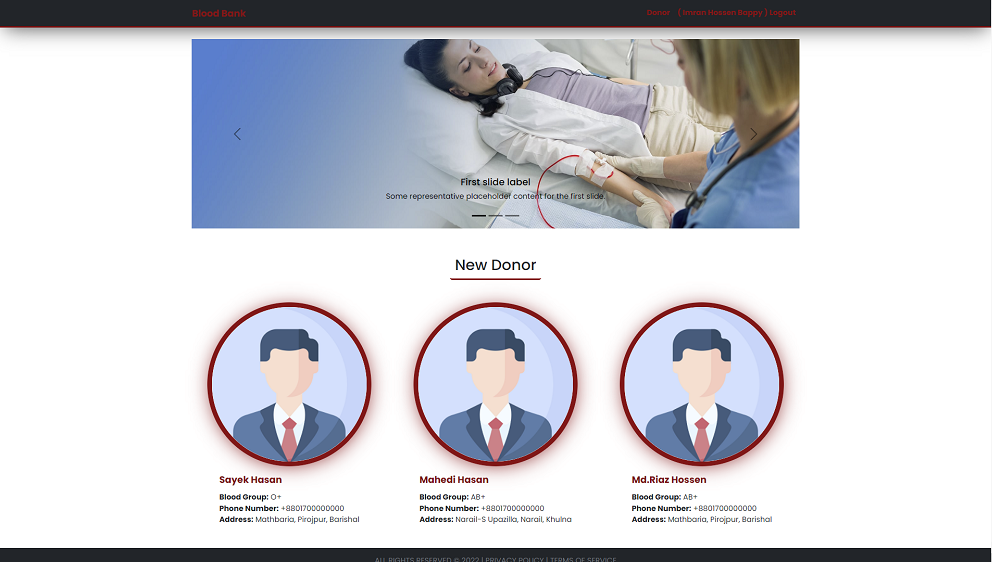 Blood Bank
Donor ( Imran Hossen Bappy ) Logout
First slide label
Some representative placeholder content for the first slide.
New Donor
Sayek Hasan
Blood Group: O+
Phone Number: +8801700000000
Address: Mathbaria, Pirojpur, Barishal
Mahedi Hasan
Blood Group: AB+
Phone Number: +8801700000000
Address: Narail-S Upazilla, Narail, Khulna
Md.Riaz Hossen
Blood Group: AB+
Phone Number: +8801700000000
Address: Mathbaria, Pirojpur, Barishal
ALL RIGHTS RESERVED © 2022 | PRIVACY POLICY | TERMS OF SERVICE